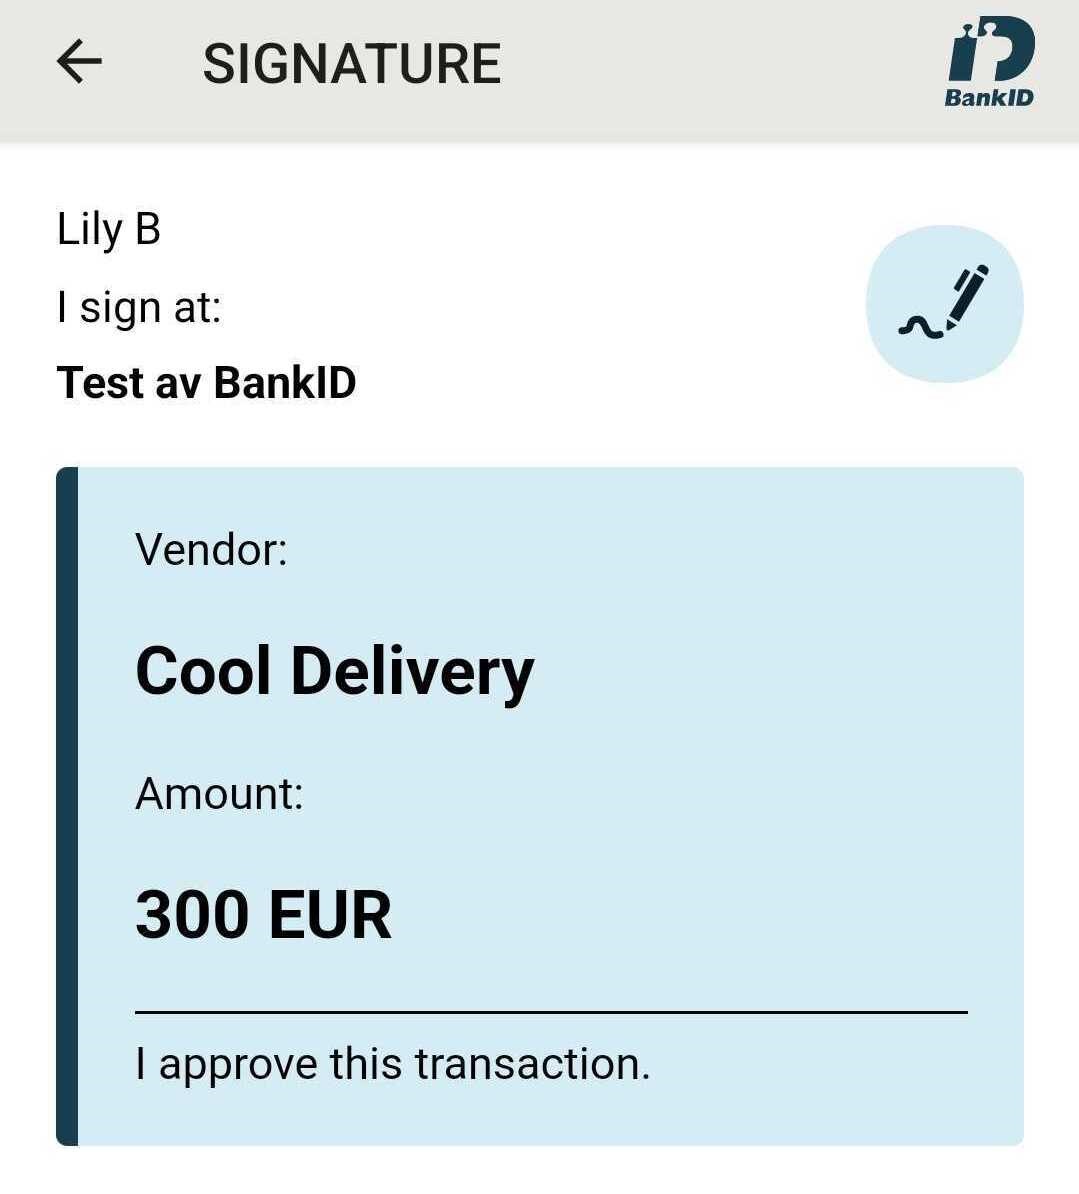 SIGNATURE
BankID
Lily B
I sign at:
Test av BankID
Vendor:
Cool Delivery
Amount:
300 EUR
I approve this transaction.